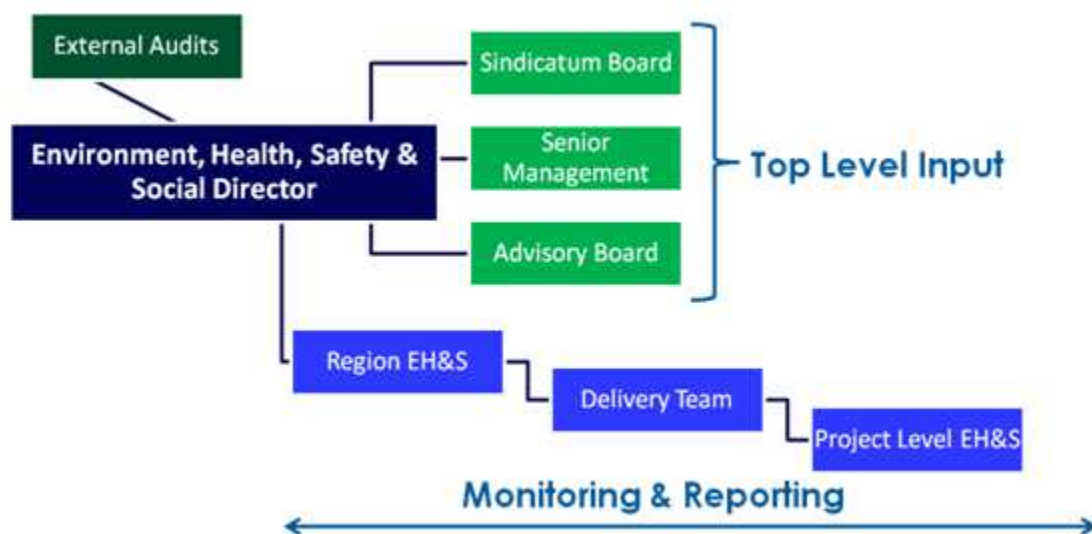 External Audits
Sindicatum Board
Environment, Health, Safety &
Social Director
Senior
Management
Top Level Input
Advisory Board
Region EH&S
Delivery Team
Project Level EH&S
Monitoring & Reporting